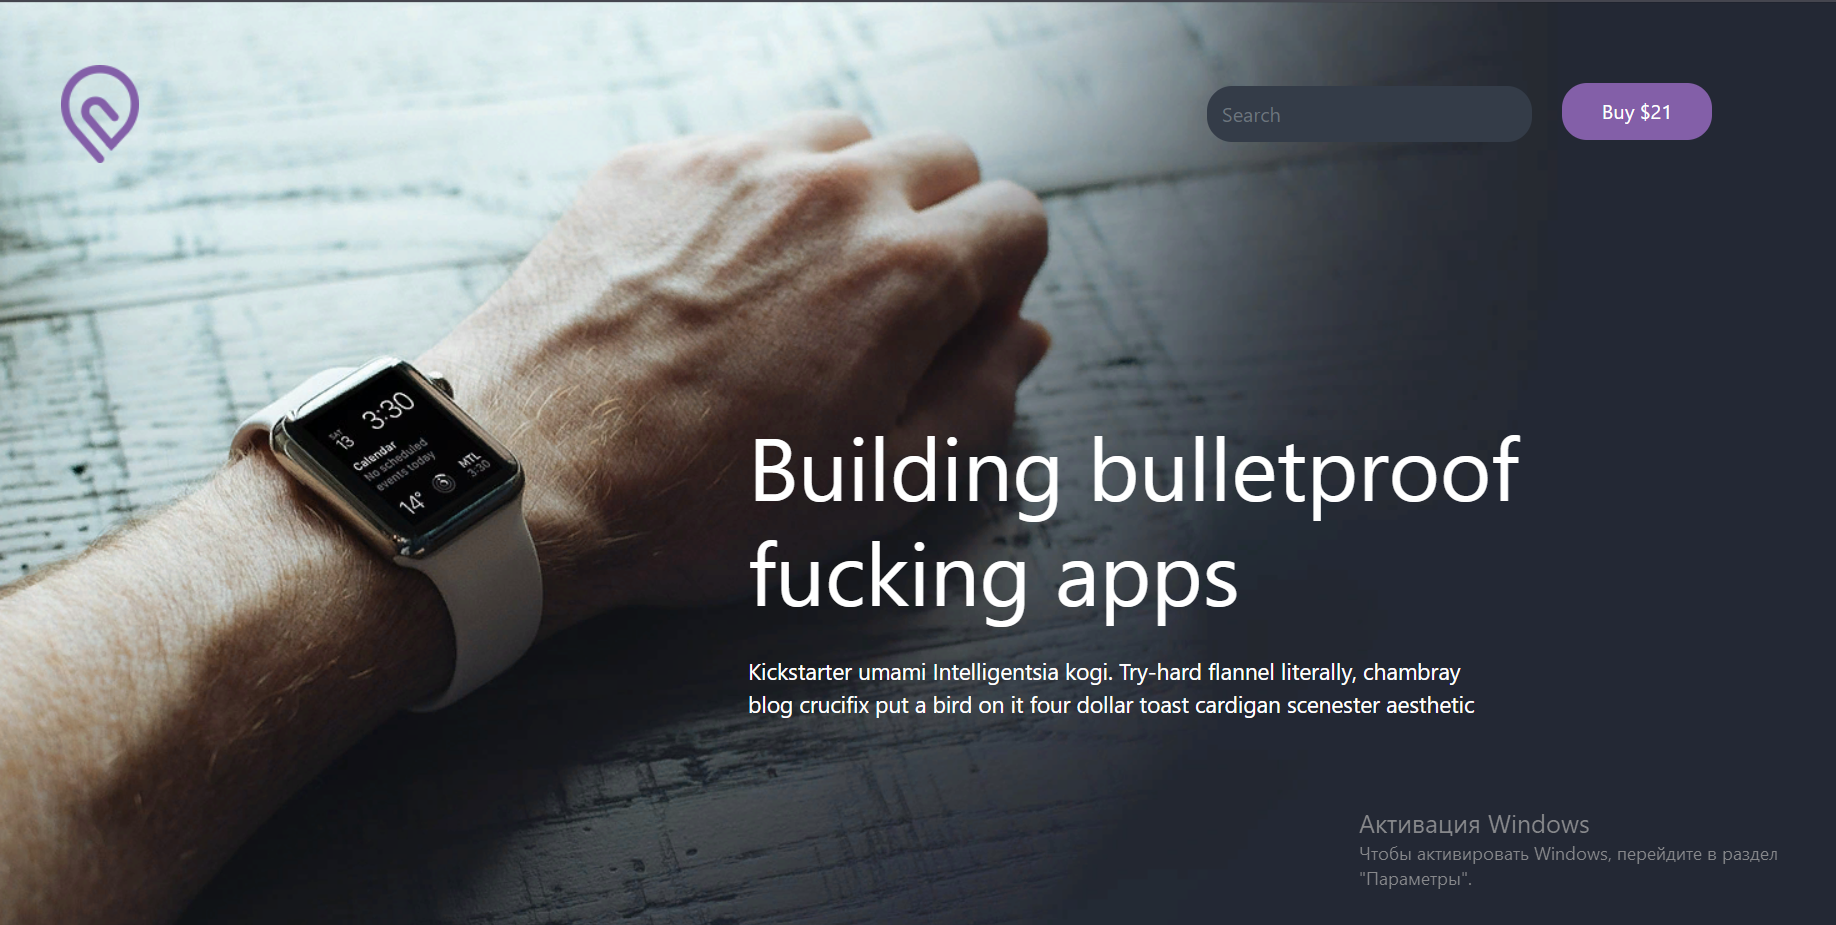 Search
Buy $21
3:30
SAT
13
Calendar
No scheduled
events today
14°
MTL
3:30
Building bulletproof
fucking apps
Kickstarter umami Intelligentsia kogi. Try-hard flannel literally, chambray
blog crucifix put a bird on it four dollar toast cardigan scenester aesthetic
Активация Windows
Чтобы активировать Windows, перейдите в раздел
"Параметры".